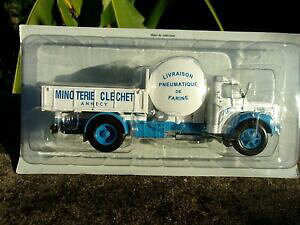 MINOTERIE CLECHET
ANNECY
LIVRAISON
PNEUMATIQUE
DE
FARINE